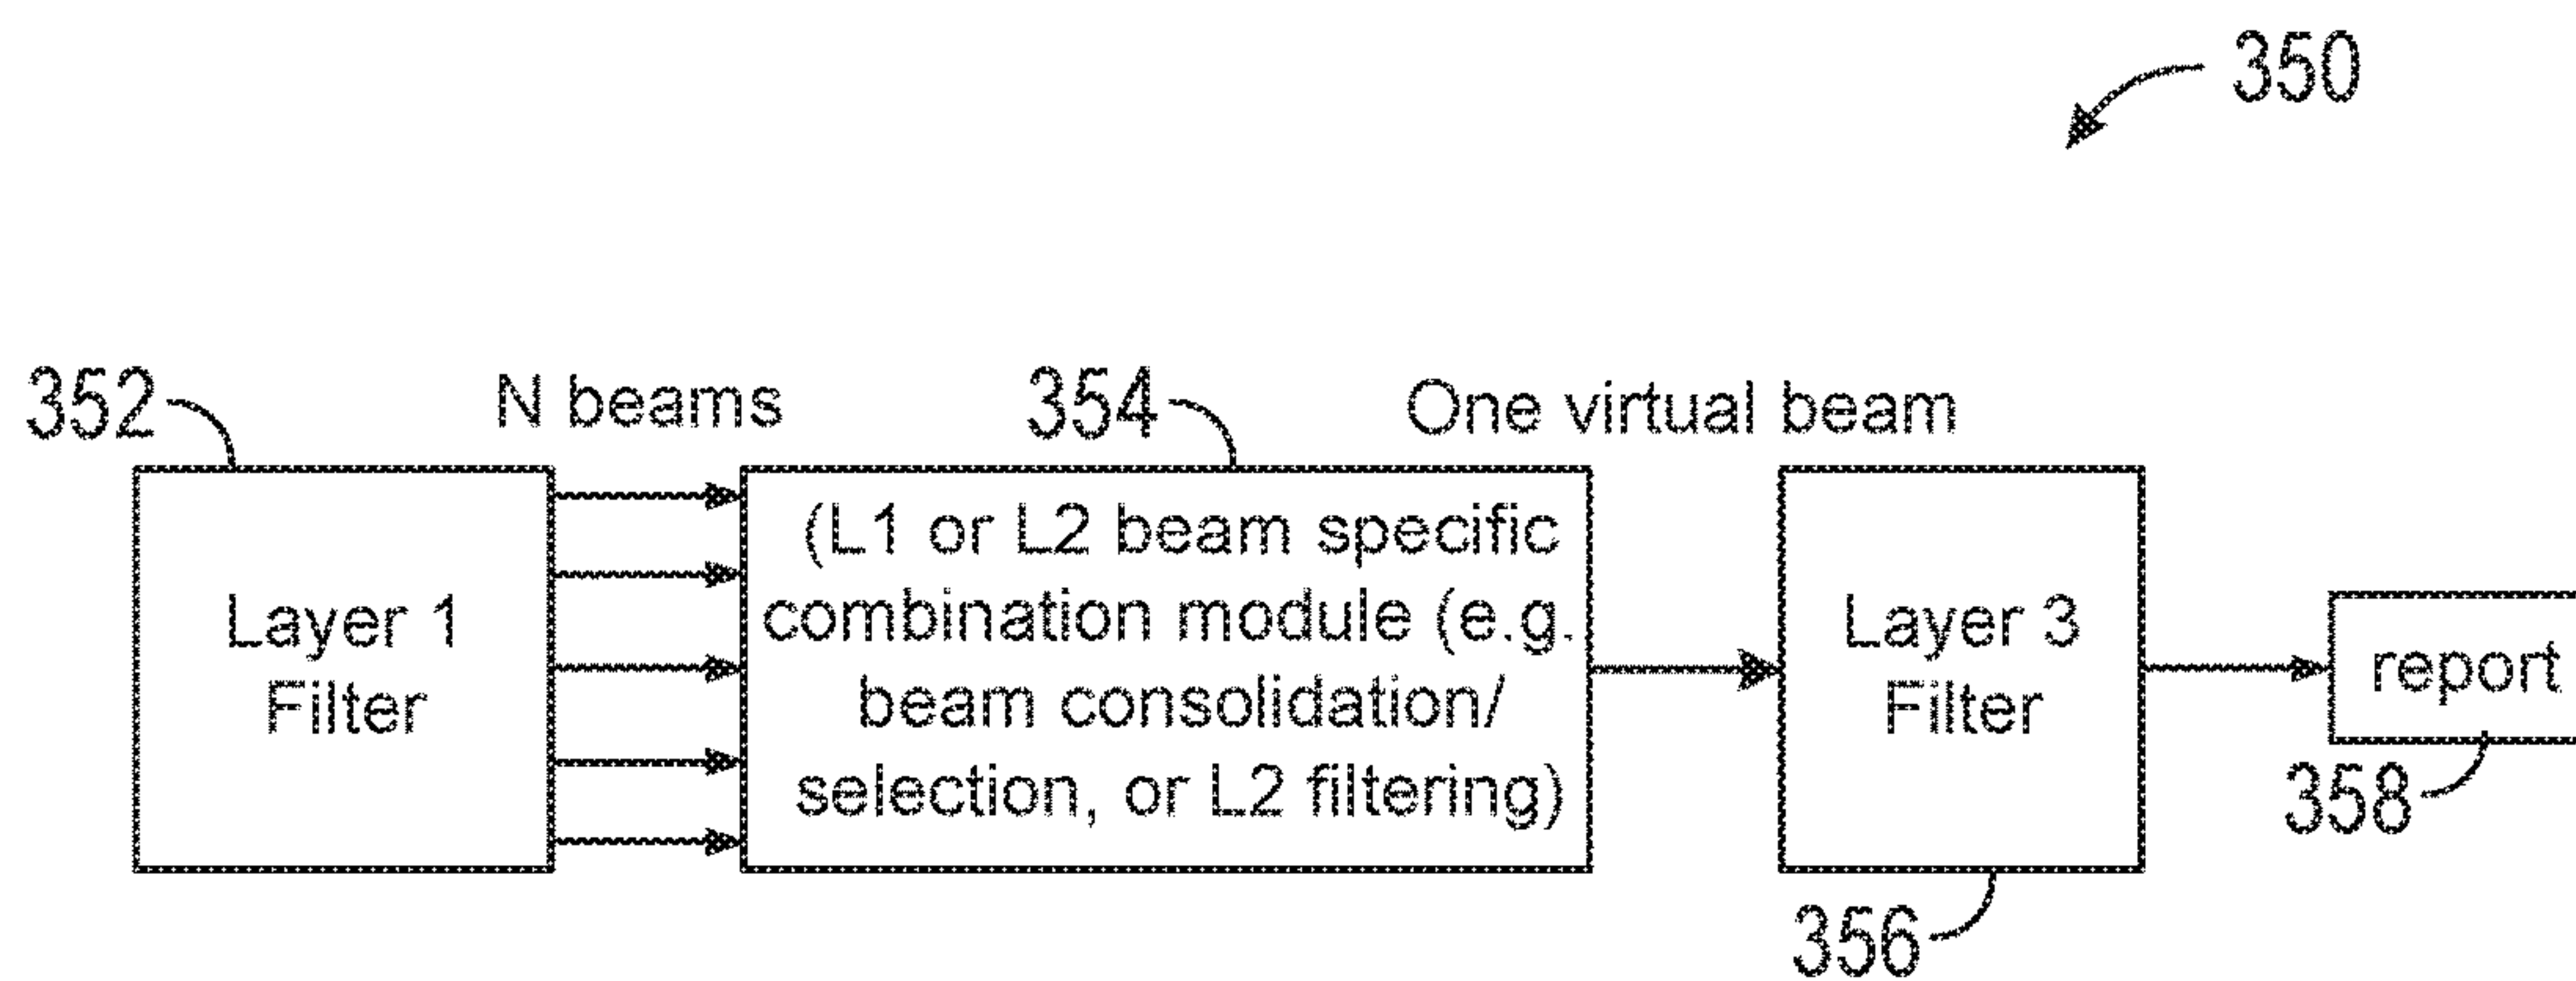 350
352
N beams
354
One virtual beam
Layer 1
Filter
(L1 or L2 beam specific
combination module (e.g.
beam consolidation/
selection, or L2 filtering)
Layer 3
Filter
report
358
356